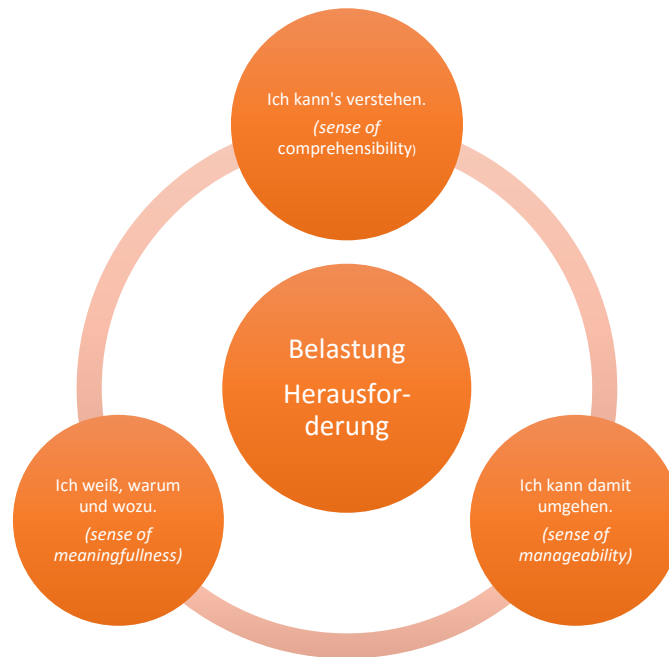 Ich kann's verstehen.
(sense of
comprehensibility)
Belastung
Herausfor-
derung
Ich weiß, warum
und wozu.
(sense of
meaningfullness)
Ich kann damit
umgehen.
(sense of
manageability)